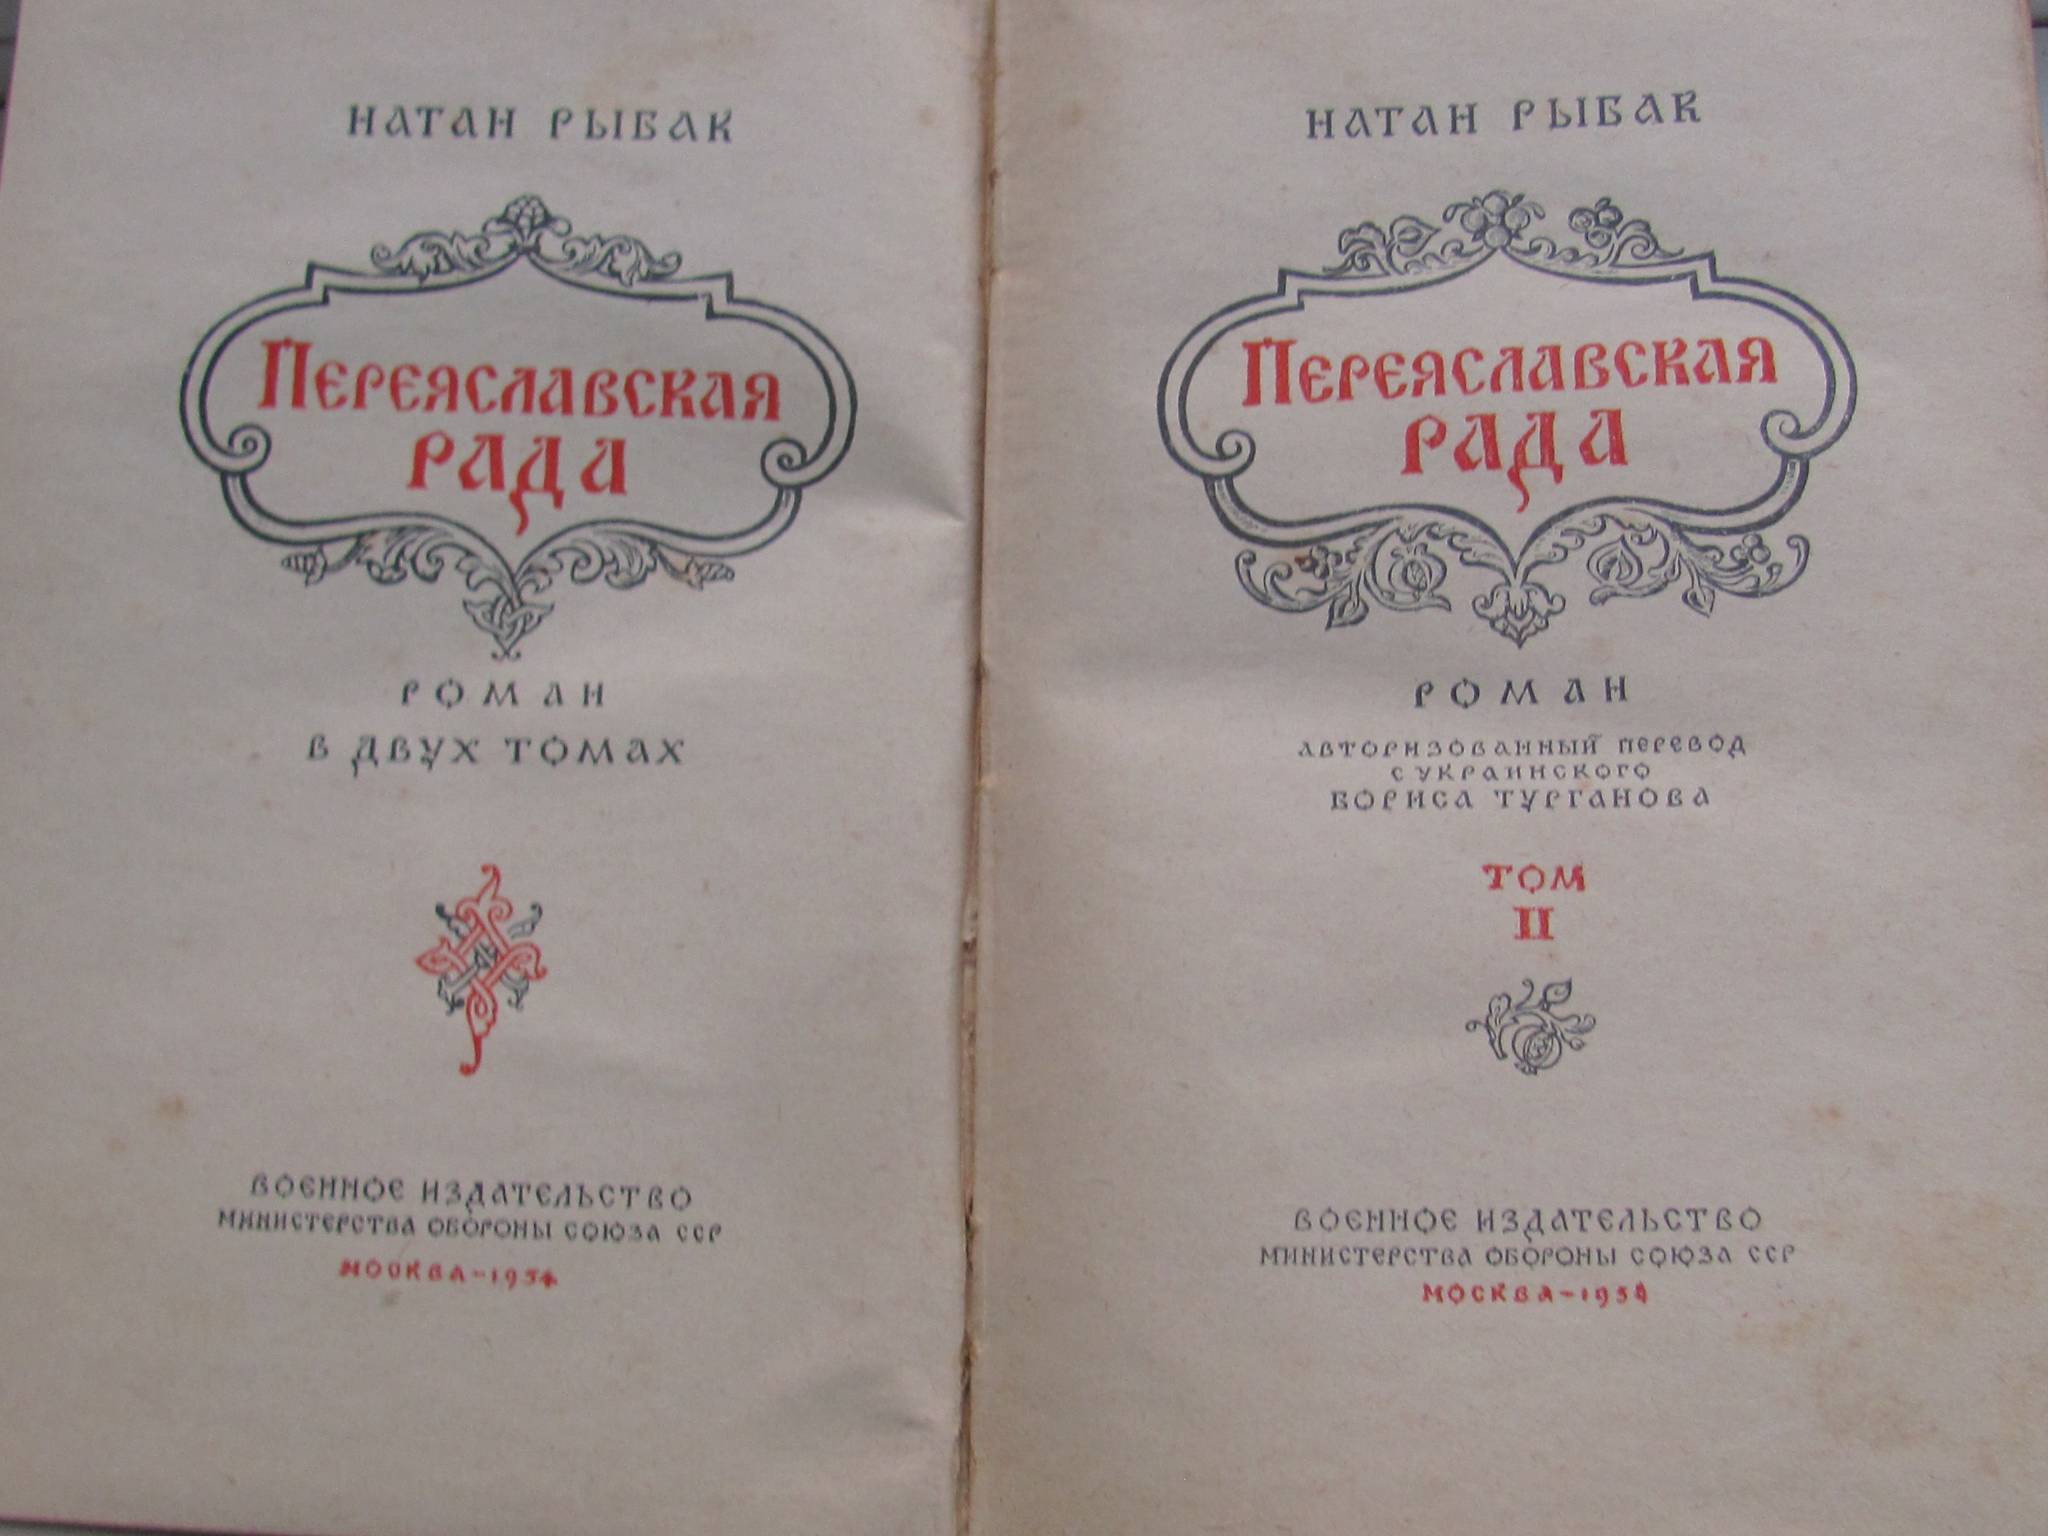 НАТАН РЫБАК
Переяславская
рада
РОМАН
В ДВУХ ТОМАХ
ВОЕННОЕ ИЗДАТЕЛЬСТВО
МИНИСТЕРСТВА ОБОРОНЫ СОЮЗА ССР
МОСКВА-1954
НАТАН РЫБАК
Переяславская
рада
РОМАН
АВТОРИЗОВАННЫЙ ПЕРЕВОД
С УКРАИНСКОГО
БОРИСА ТУРГАНОВА
ТОМ
II
ВОЕННОЕ ИЗДАТЕЛЬСТВО
МИНИСТЕРСТВА ОБОРОНЫ СОЮЗА ССР
МОСКВА-1954